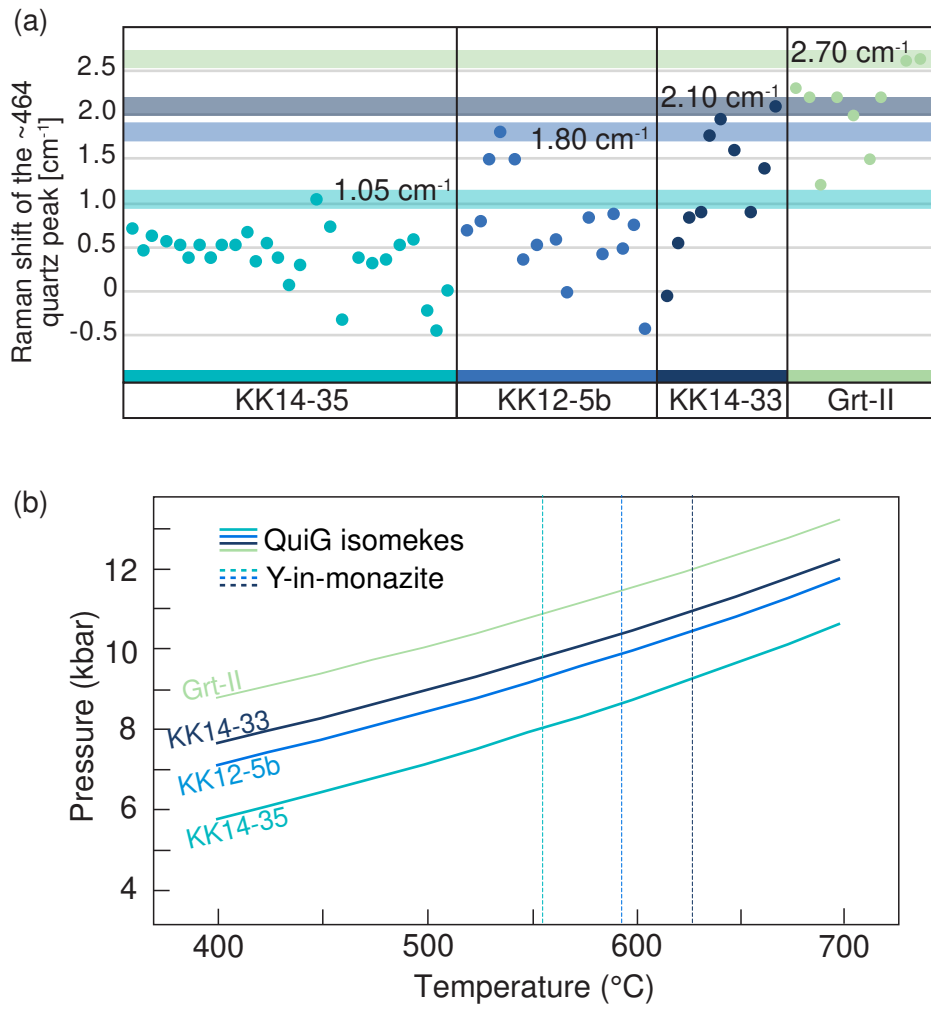 (a)
Raman shift of the ~464
quartz peak [cm⁻¹]
2.5
2.0
1.5
1.0
0.5
0
-0.5
2.70 cm⁻¹
2.10 cm⁻¹
1.80 cm⁻¹
1.05 cm⁻¹
KK14-35
KK12-5b
KK14-33
Grt-II
(b)
QuiG isomekes
Y-in-monazite
Pressure (kbar)
12
10
8
6
4
Grt-II
KK14-33
KK12-5b
KK14-35
400
500
600
700
Temperature (°C)